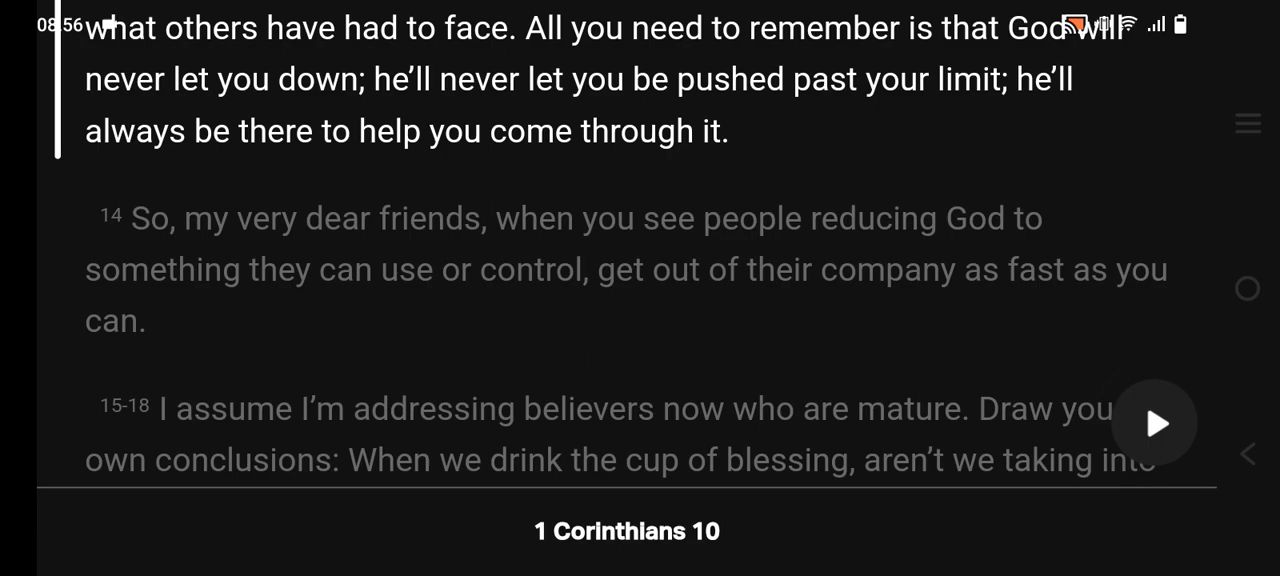 08:56
what others have had to face. All you need to remember is that God will
never let you down; he’ll never let you be pushed past your limit; he’ll
always be there to help you come through it.
14 So, my very dear friends, when you see people reducing God to
something they can use or control, get out of their company as fast as you
can.
15-18 I assume I’m addressing believers now who are mature. Draw you
own conclusions: When we drink the cup of blessing, aren’t we taking into
1 Corinthians 10